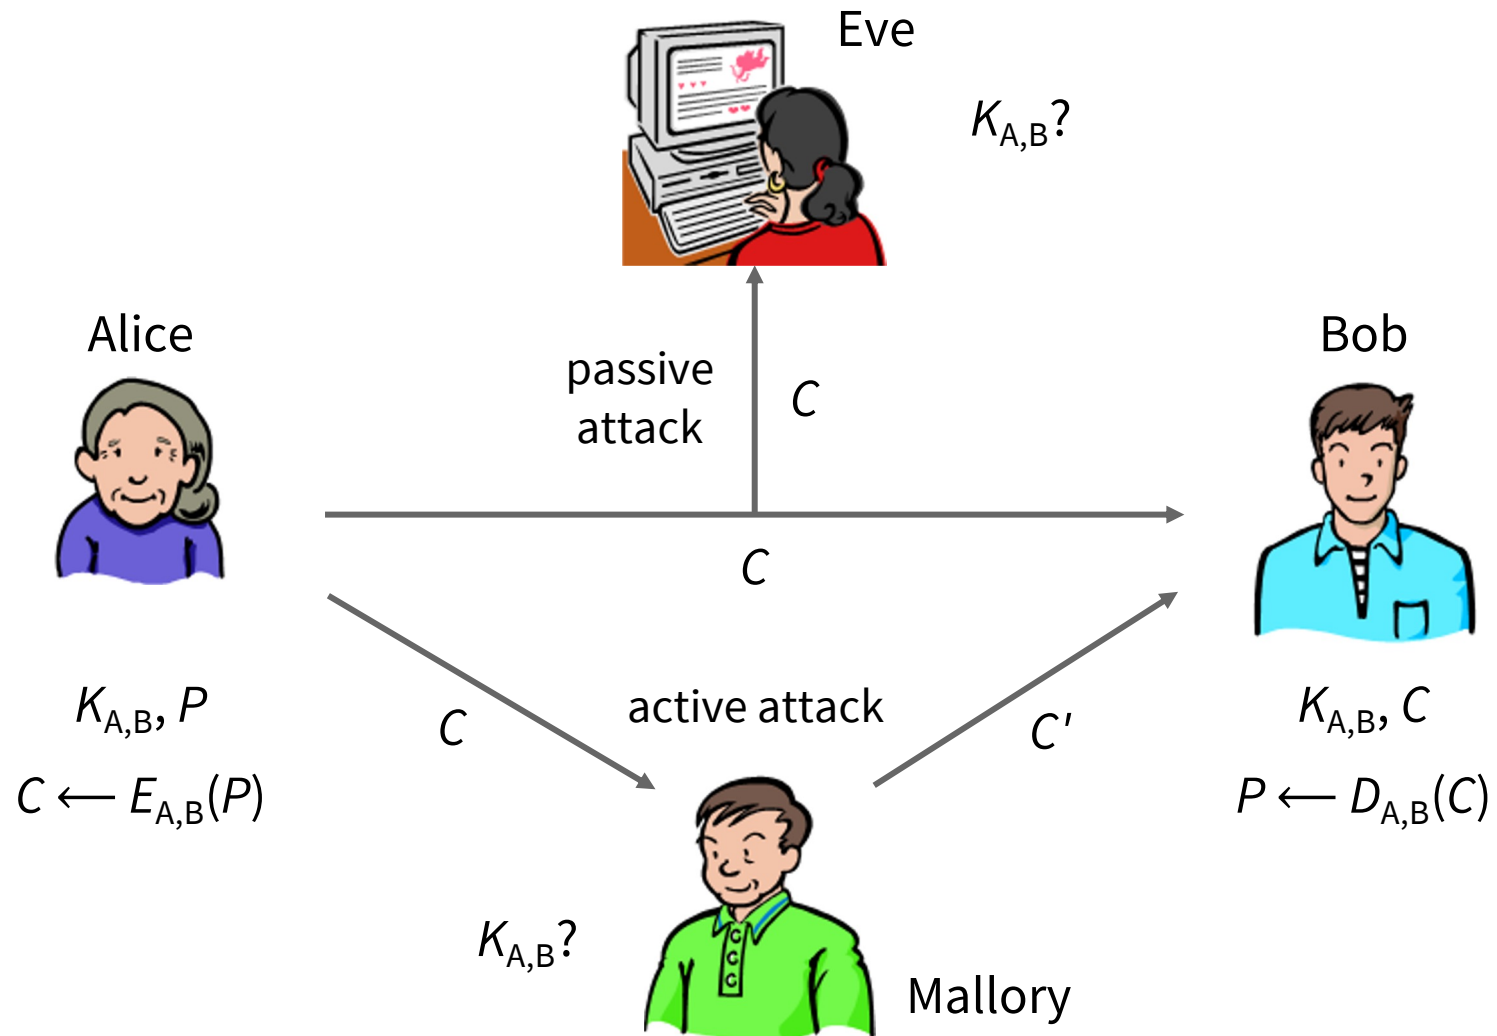 Eve
K_A,B?
Alice
Bob
passive
attack
C
C
K_A,B, P
C ⟵ E_A,B(P)
C
active attack
C'
K_A,B, C
P ⟵ D_A,B(C)
K_A,B?
Mallory